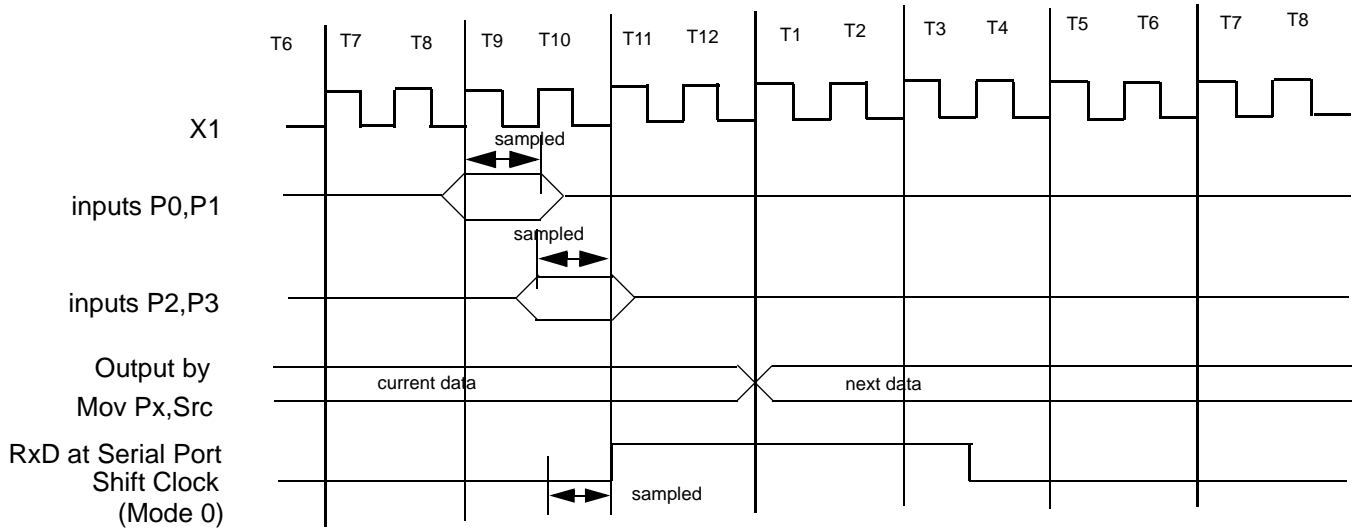 T6 T7 T8 T9 T10 T11 T12 T1 T2 T3 T4 T5 T6 T7 T8
X1
sampled
inputs P0,P1
sampled
inputs P2,P3
Output by
Mov Px,Src
current data
next data
RxD at Serial Port
Shift Clock
(Mode 0)
sampled